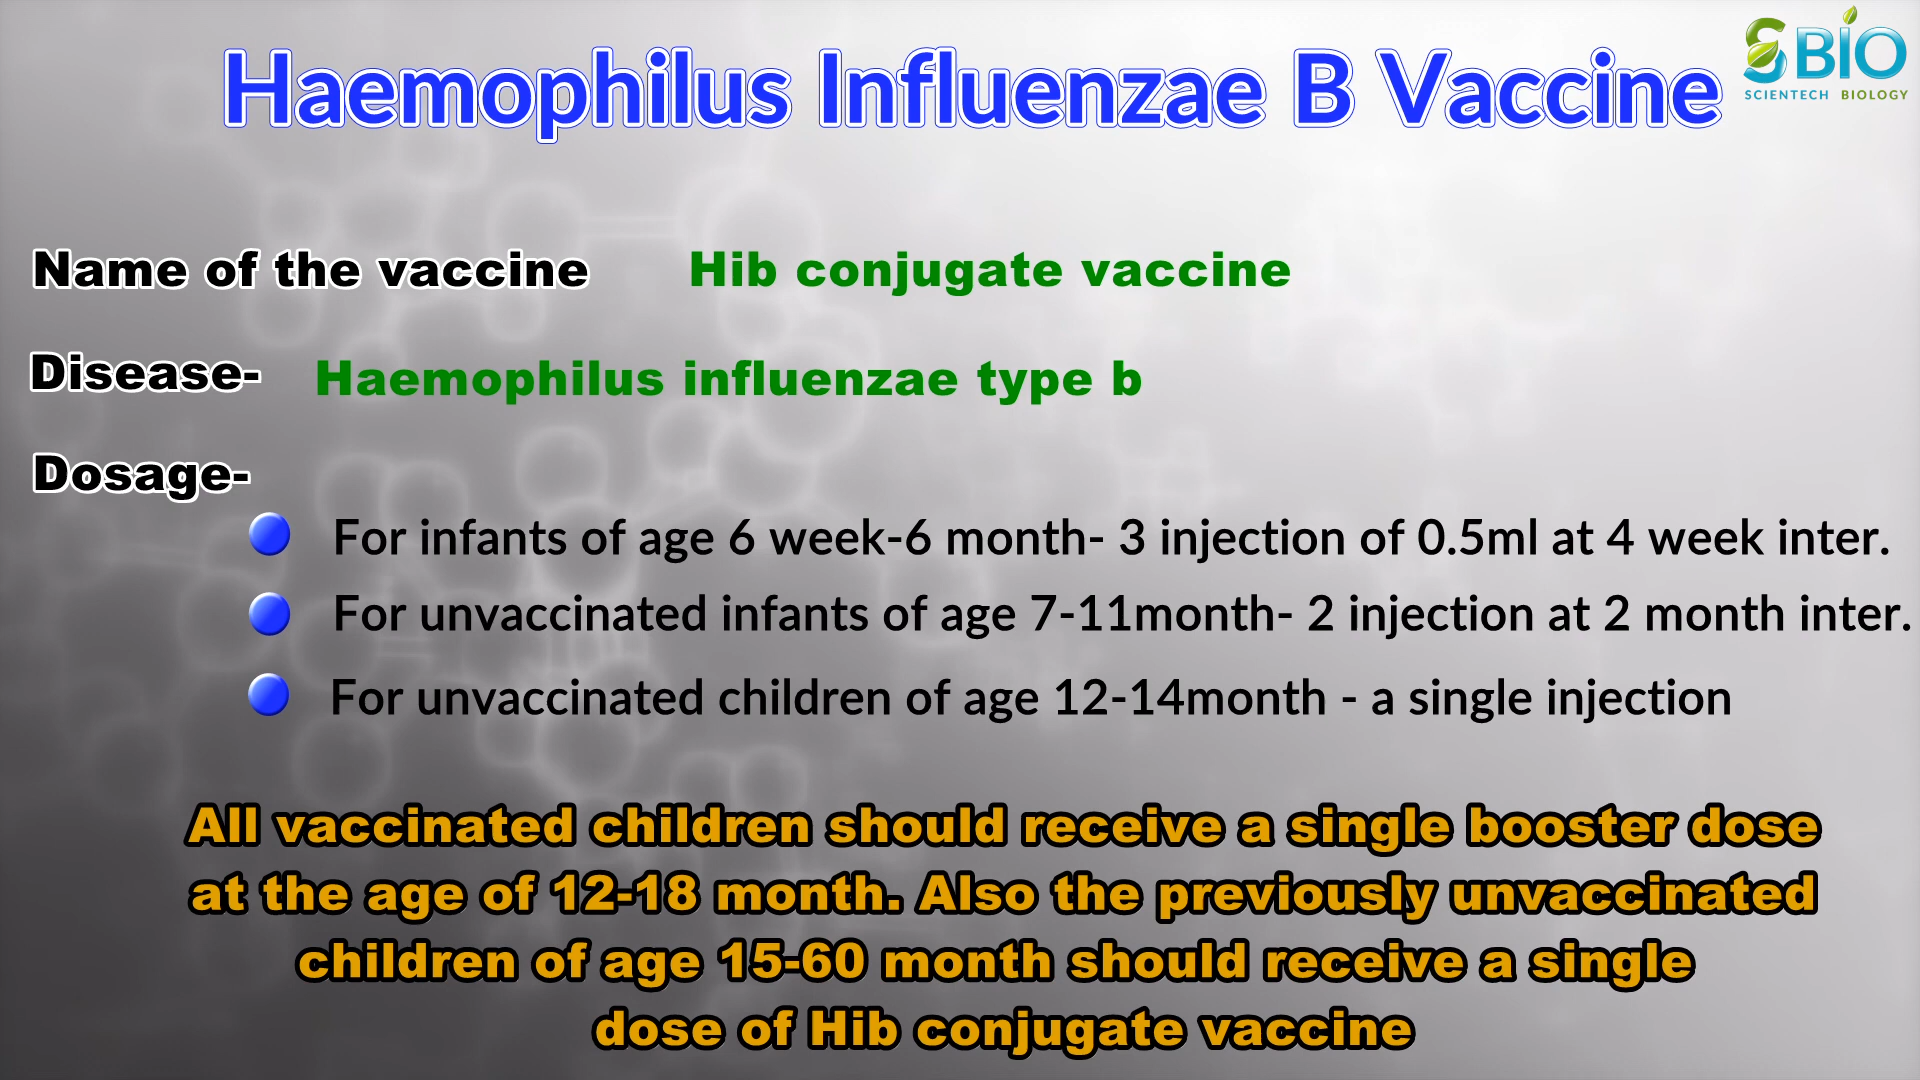 Haemophilus Influenzae B Vaccine
SBIO
SCIENTECH BIOLOGY
Name of the vaccine Hib conjugate vaccine
Disease- Haemophilus influenzae type b
Dosage-
For infants of age 6 week-6 month- 3 injection of 0.5ml at 4 week inter.
For unvaccinated infants of age 7-11month- 2 injection at 2 month inter.
For unvaccinated children of age 12-14month - a single injection
All vaccinated children should receive a single booster dose
at the age of 12-18 month. Also the previously unvaccinated
children of age 15-60 month should receive a single
dose of Hib conjugate vaccine